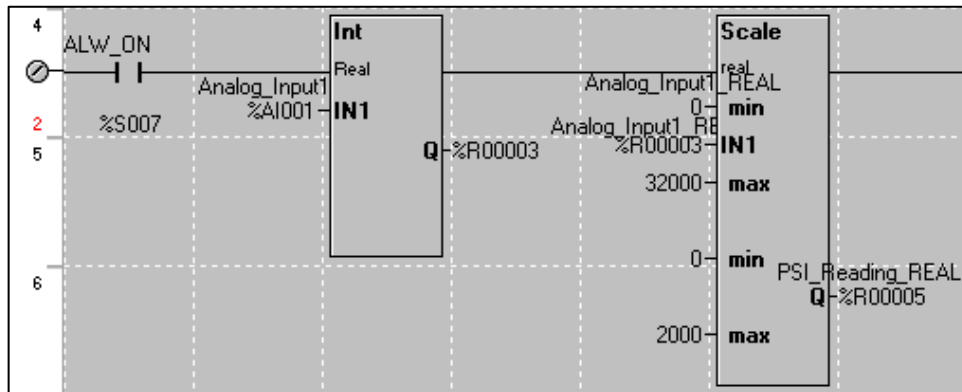 4
ALW_ON
%S007
2
5
6
Int
Real
Analog_Input1
%AI001
IN1
Q
%R00003
Scale
real
Analog_Input1_REAL
0
min
Analog_Input1_RE
%R00003
IN1
32000
max
0
min
PSI_Reading_REAL
Q
%R00005
2000
max